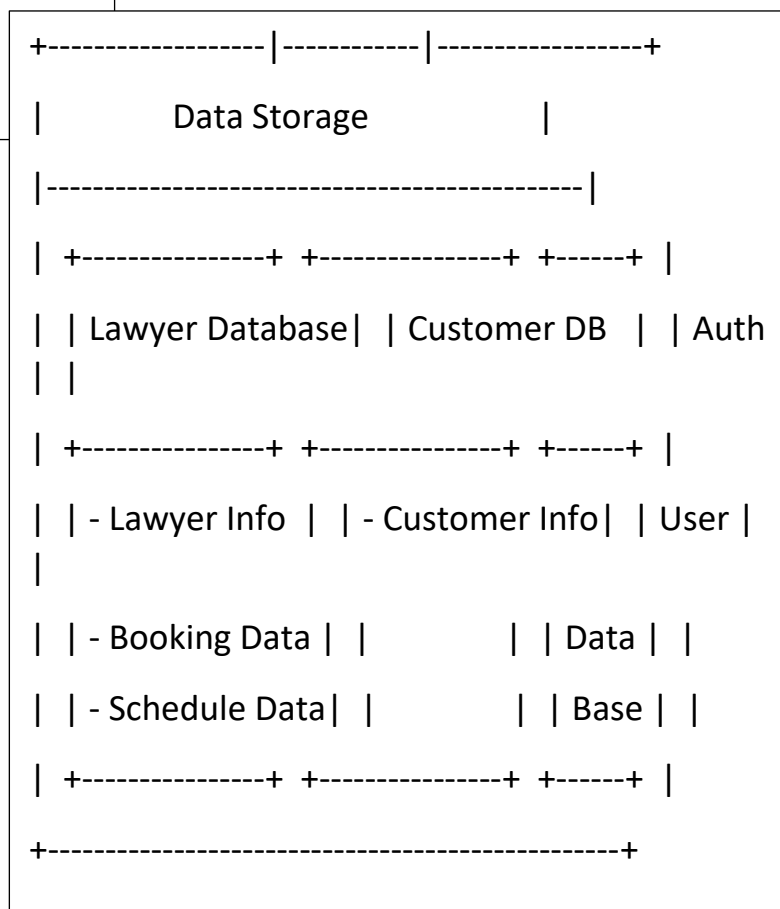 +-------------------|------------|------------------+
|          Data Storage               |
|-----------------------------------------------|
|  +----------------+  +----------------+  +------+  |
|  | Lawyer Database|  | Customer DB   |  | Auth
|  |
|  +----------------+  +----------------+  +------+  |
|  | - Lawyer Info  |  | - Customer Info|  | User |
|
|  | - Booking Data |  |                |  | Data |  |
|  | - Schedule Data|  |                |  | Base |  |
|  +----------------+  +----------------+  +------+  |
+--------------------------------------------------+